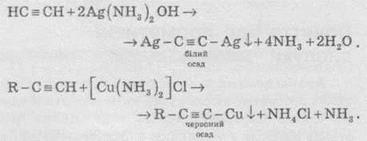 HC≡CH+2Ag(NH₃)₂OH→
→Ag−C≡C−Ag↓+4NH₃+2H₂O.
білий
осад
R−C≡CH+[Cu(NH₃)₂]Cl→
→R−C≡C−Cu↓+NH₄Cl+NH₃.
червоний
осад